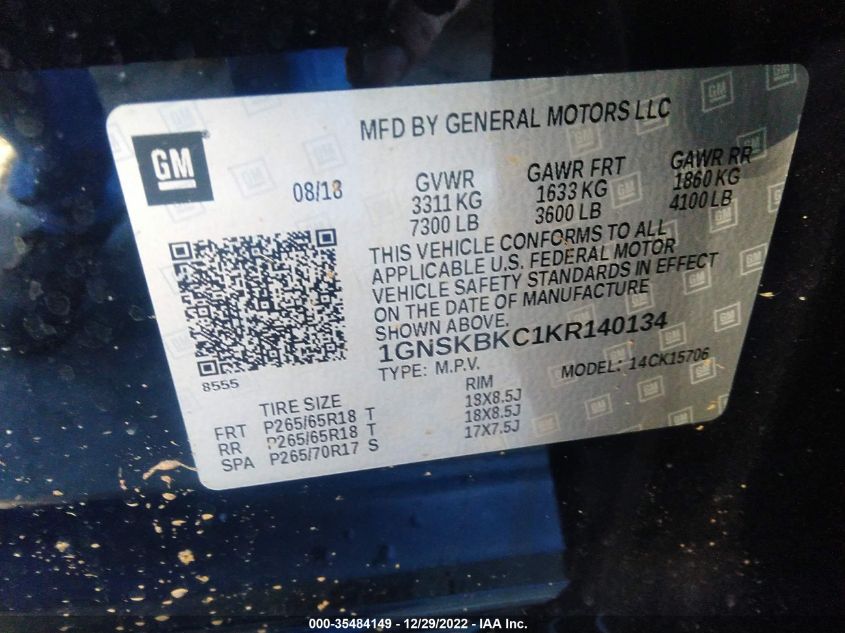 MFD BY GENERAL MOTORS LLC
GM
08/18
GVWR GAWR FRT GAWR RR
3311 KG 1633 KG 1860 KG
7300 LB 3600 LB 4100 LB
THIS VEHICLE CONFORMS TO ALL
APPLICABLE U.S. FEDERAL MOTOR
VEHICLE SAFETY STANDARDS IN EFFECT
ON THE DATE OF MANUFACTURE
SHOWN ABOVE.
1GNSKBKC1KR140134
TYPE: M.P.V. MODEL: 14CK15706
8555
TIRE SIZE RIM
FRT P265/65R18 T 18X8.5J
RR P265/65R18 T 18X8.5J
SPA P265/70R17 S 17X7.5J
000-35484149 - 12/29/2022 - IAA Inc.